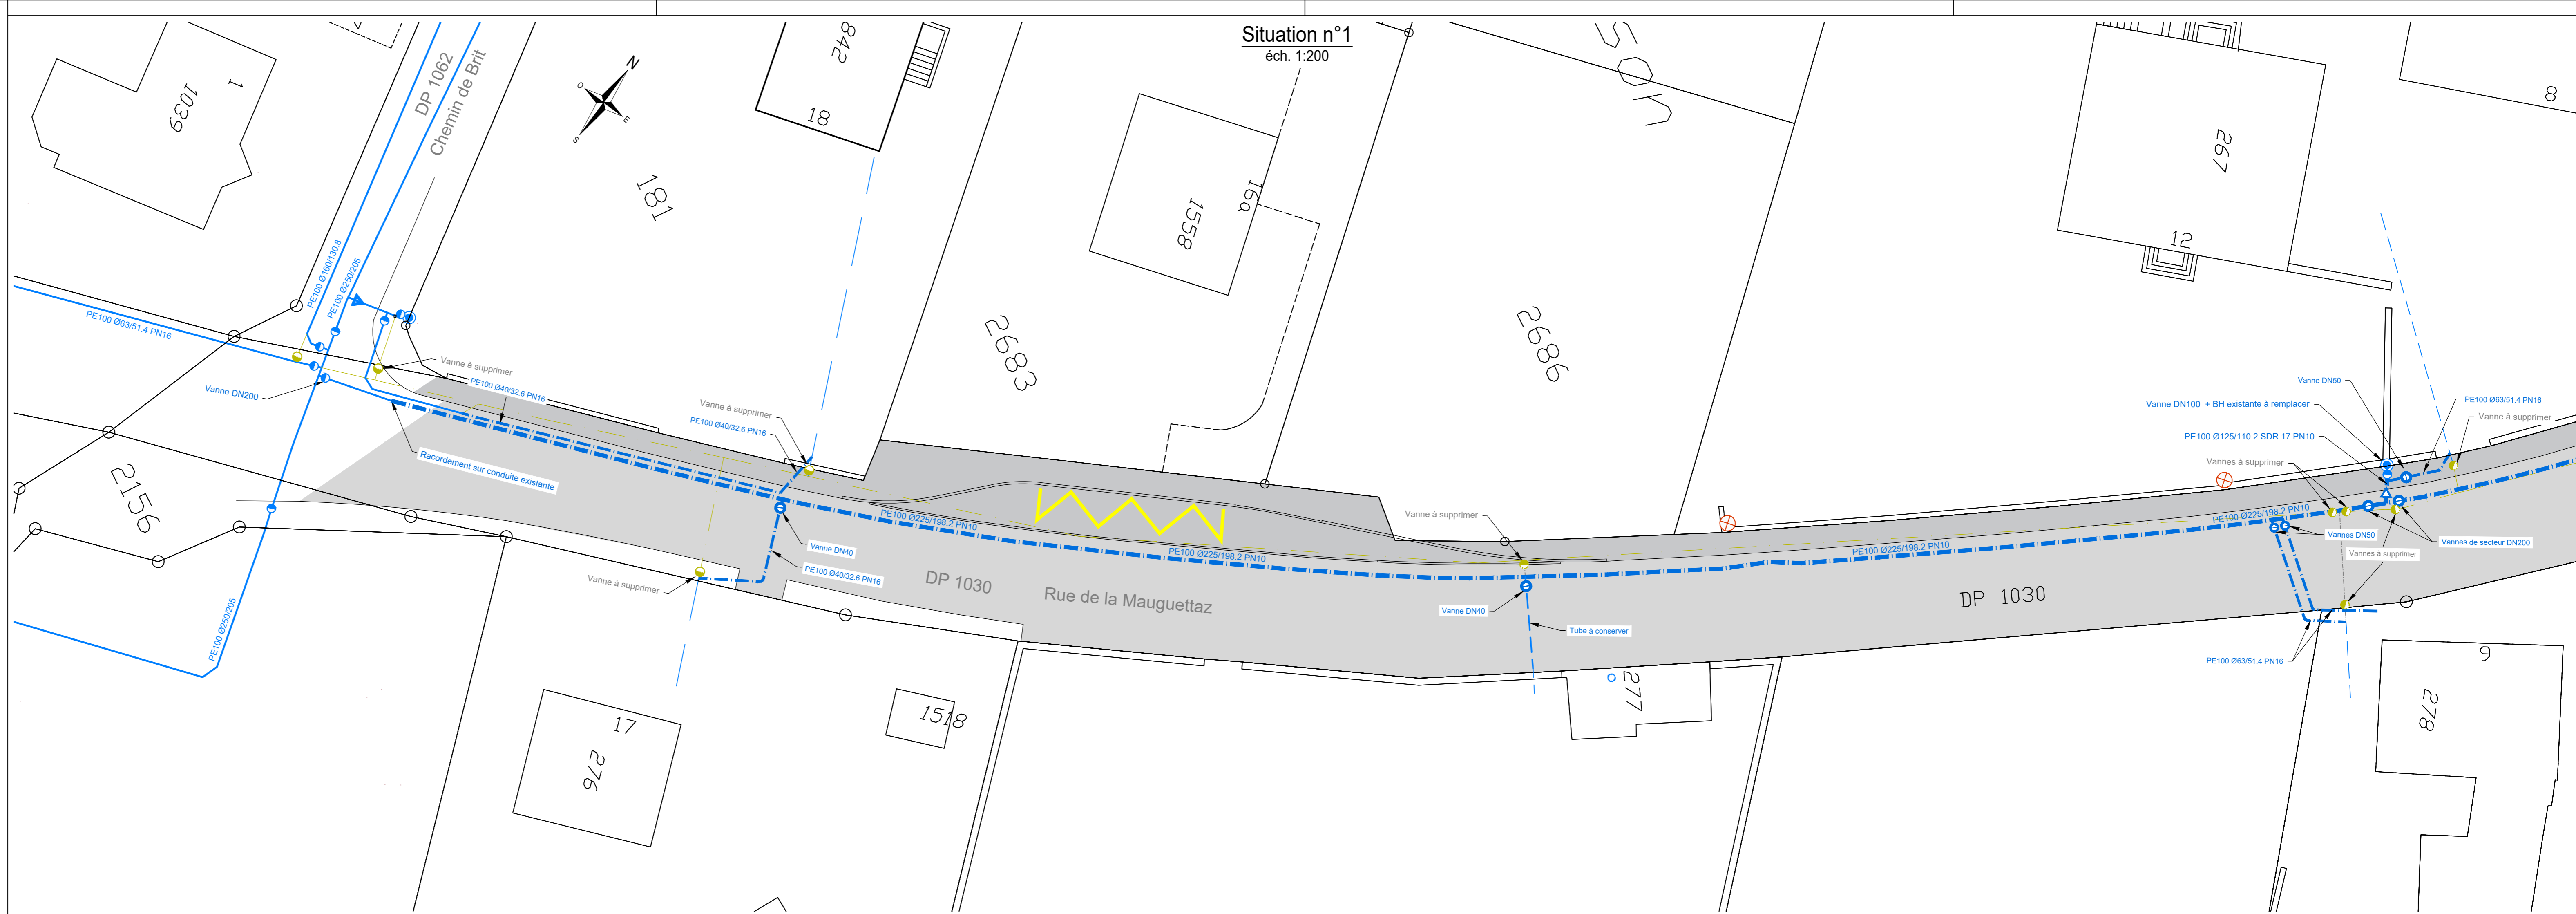 Situation n°1
éch. 1:200
DP 1062
Chemin de Brit
N
O
E
S
1039
1
842
18
181
1558
16a
2683
2686
267
12
8
PE100 Ø160/130.8
PE100 Ø250/205
PE100 Ø63/51.4 PN16
Vanne DN200
Vanne à supprimer
PE100 Ø40/32.6 PN16
Vanne à supprimer
PE100 Ø40/32.6 PN16
Racordement sur conduite existante
2156
PE100 Ø250/205
Vanne à supprimer
Vanne DN40
PE100 Ø40/32.6 PN16
PE100 Ø225/198.2 PN10
DP 1030
Rue de la Mauguettaz
PE100 Ø225/198.2 PN10
Vanne à supprimer
Vanne DN40
Tube à conserver
PE100 Ø225/198.2 PN10
DP 1030
Vanne DN50
PE100 Ø63/51.4 PN16
Vanne DN100 + BH existante à remplacer
Vanne à supprimer
PE100 Ø125/110.2 SDR 17 PN10
Vannes à supprimer
PE100 Ø225/198.2 PN10
Vannes DN50
Vannes de secteur DN200
Vannes à supprimer
PE100 Ø63/51.4 PN16
17
276
1518
277
9
278